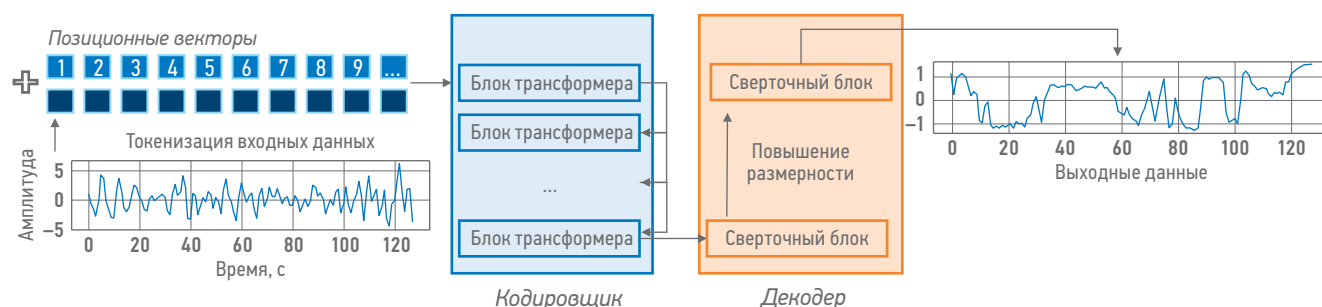 Позиционные векторы
1 2 3 4 5 6 7 8 9 ...
Токенизация входных данных
Амплитуда
5
0
−5
0 20 40 60 80 100 120
Время, с
Блок трансформера
Блок трансформера
...
Блок трансформера
Кодировщик
Сверточный блок
Повышение
размерности
Сверточный блок
Декодер
1
0
−1
0 20 40 60 80 100 120
Выходные данные